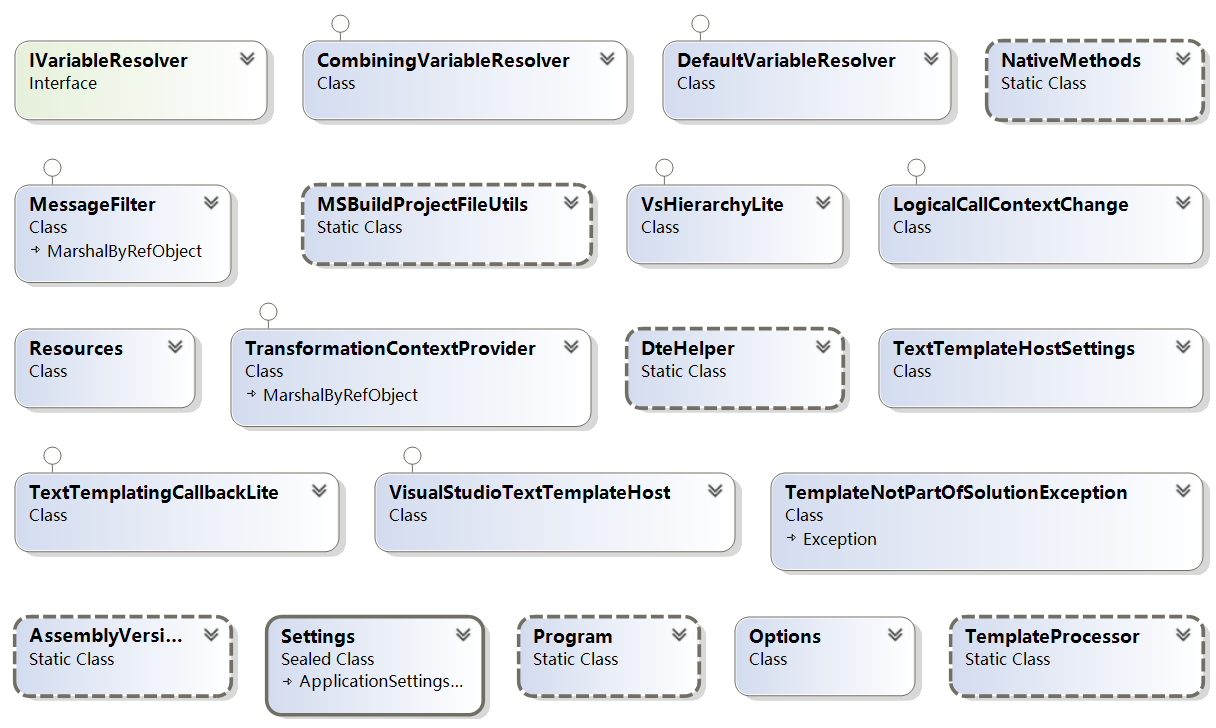 IVariableResolver
Interface
CombiningVariableResolver
Class
DefaultVariableResolver
Class
NativeMethods
Static Class
MessageFilter
Class
MarshalByRefObject
MSBuildProjectFileUtils
Static Class
VsHierarchyLite
Class
LogicalCallContextChange
Class
Resources
Class
TransformationContextProvider
Class
MarshalByRefObject
DteHelper
Static Class
TextTemplateHostSettings
Class
TextTemplatingCallbackLite
Class
VisualStudioTextTemplateHost
Class
TemplateNotPartOfSolutionException
Class
Exception
AssemblyVersi...
Static Class
Settings
Sealed Class
ApplicationSettings...
Program
Static Class
Options
Class
TemplateProcessor
Static Class